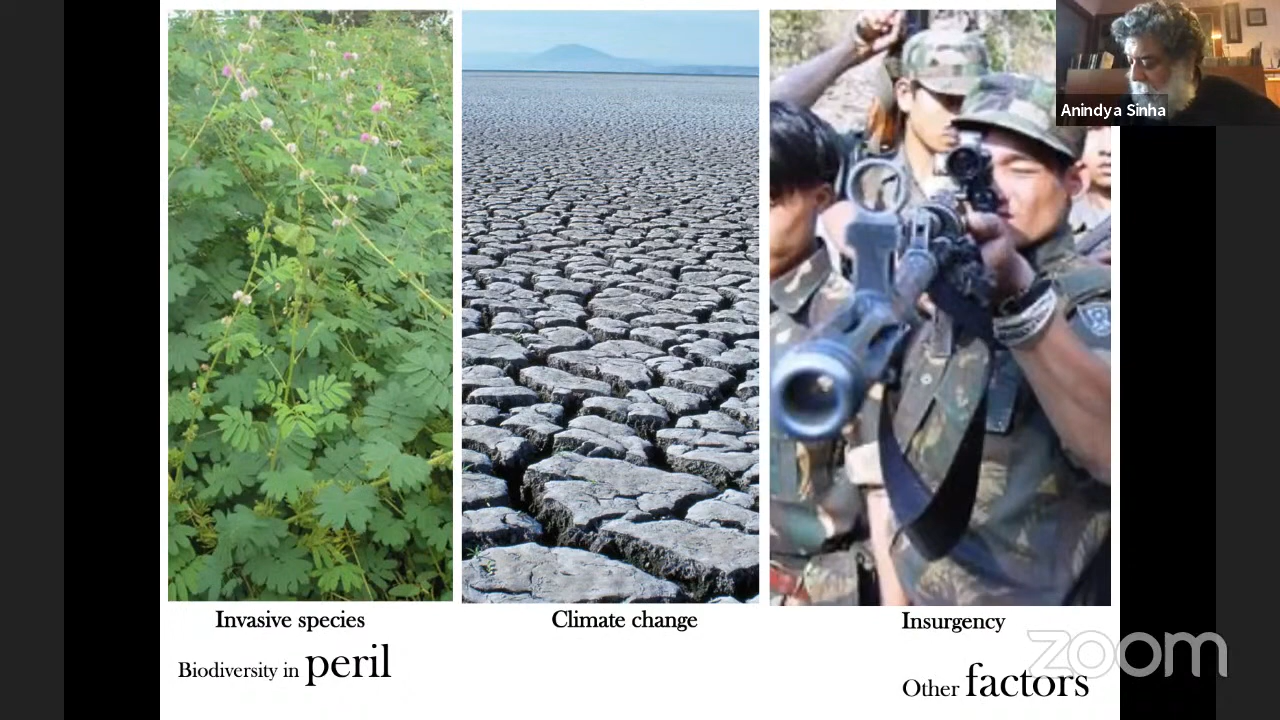 Anindya Sinha
Invasive species
Climate change
Insurgency
Biodiversity in peril
Other factors
zoom